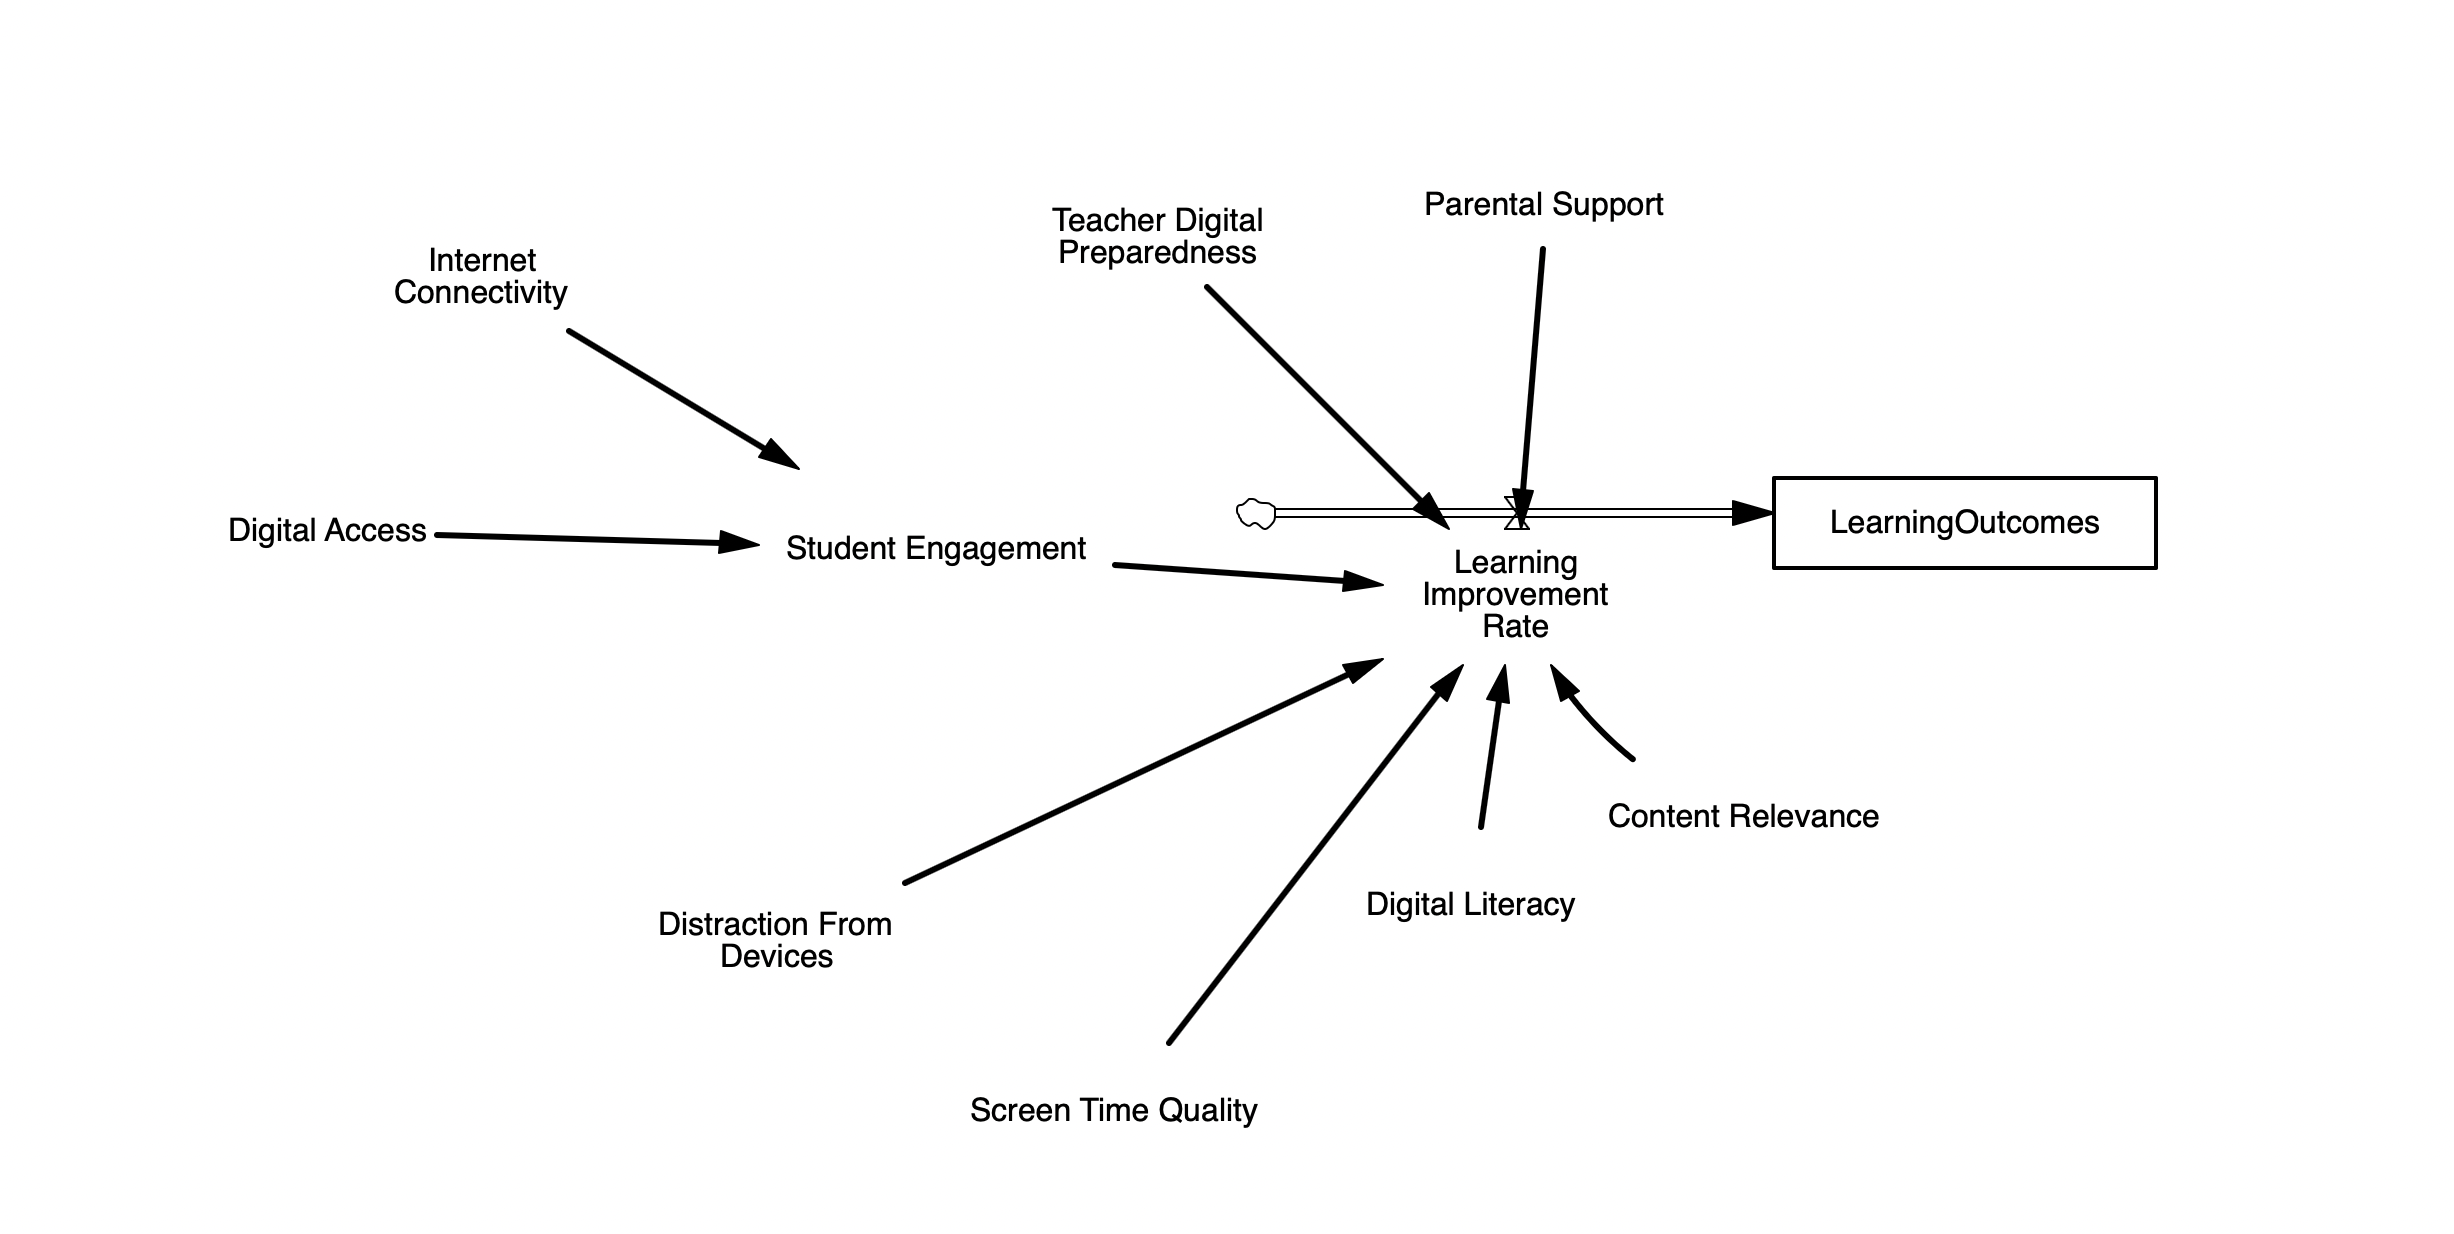 Parental Support
Teacher Digital
Preparedness
Internet
Connectivity
Digital Access
Student Engagement
LearningOutcomes
Learning
Improvement
Rate
Content Relevance
Digital Literacy
Distraction From
Devices
Screen Time Quality